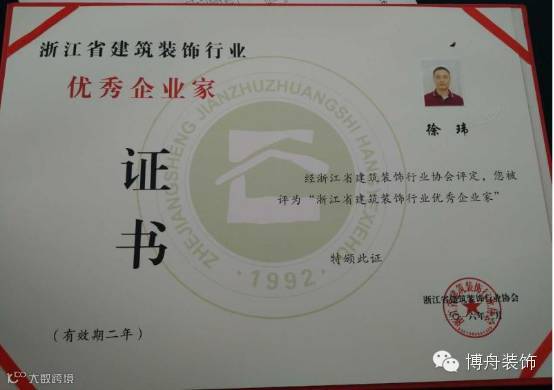 浙江省建筑装饰行业
优秀企业家
证书
(有效期二年)
徐玮
经浙江省建筑装饰行业协会评定，您被
评为“浙江省建筑装饰行业优秀企业家”
特颁此证
浙江省建筑装饰行业协会
ZHEJIANGSHENG JIANZHUZHUANGSHI HANGYEXIEHUI
·1992·
博舟装饰
大数跨境